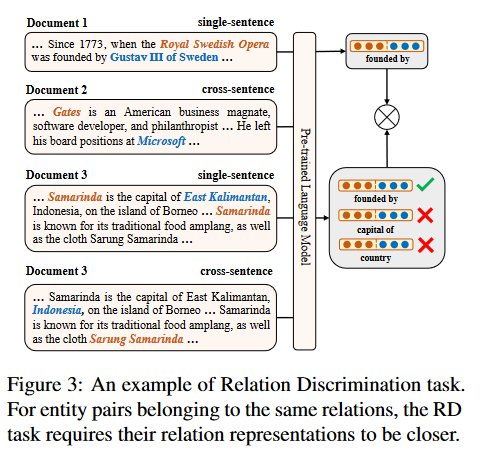 Document 1 single-sentence
... Since 1773, when the Royal Swedish Opera
was founded by Gustav III of Sweden ...
Document 2 cross-sentence
... Gates is an American business magnate,
software developer, and philanthropist ... He left
his board positions at Microsoft ...
Document 3 single-sentence
... Samarinda is the capital of East Kalimantan,
Indonesia, on the island of Borneo ... Samarinda
is known for its traditional food amplang, as well
as the cloth Sarung Samarinda ...
Document 3 cross-sentence
... Samarinda is the capital of East Kalimantan,
Indonesia, on the island of Borneo ... Samarinda
is known for its traditional food amplang, as well
as the cloth Sarung Samarinda ...
Pre-trained Language Model
founded by
founded by
capital of
country
Figure 3: An example of Relation Discrimination task.
For entity pairs belonging to the same relations, the RD
task requires their relation representations to be closer.